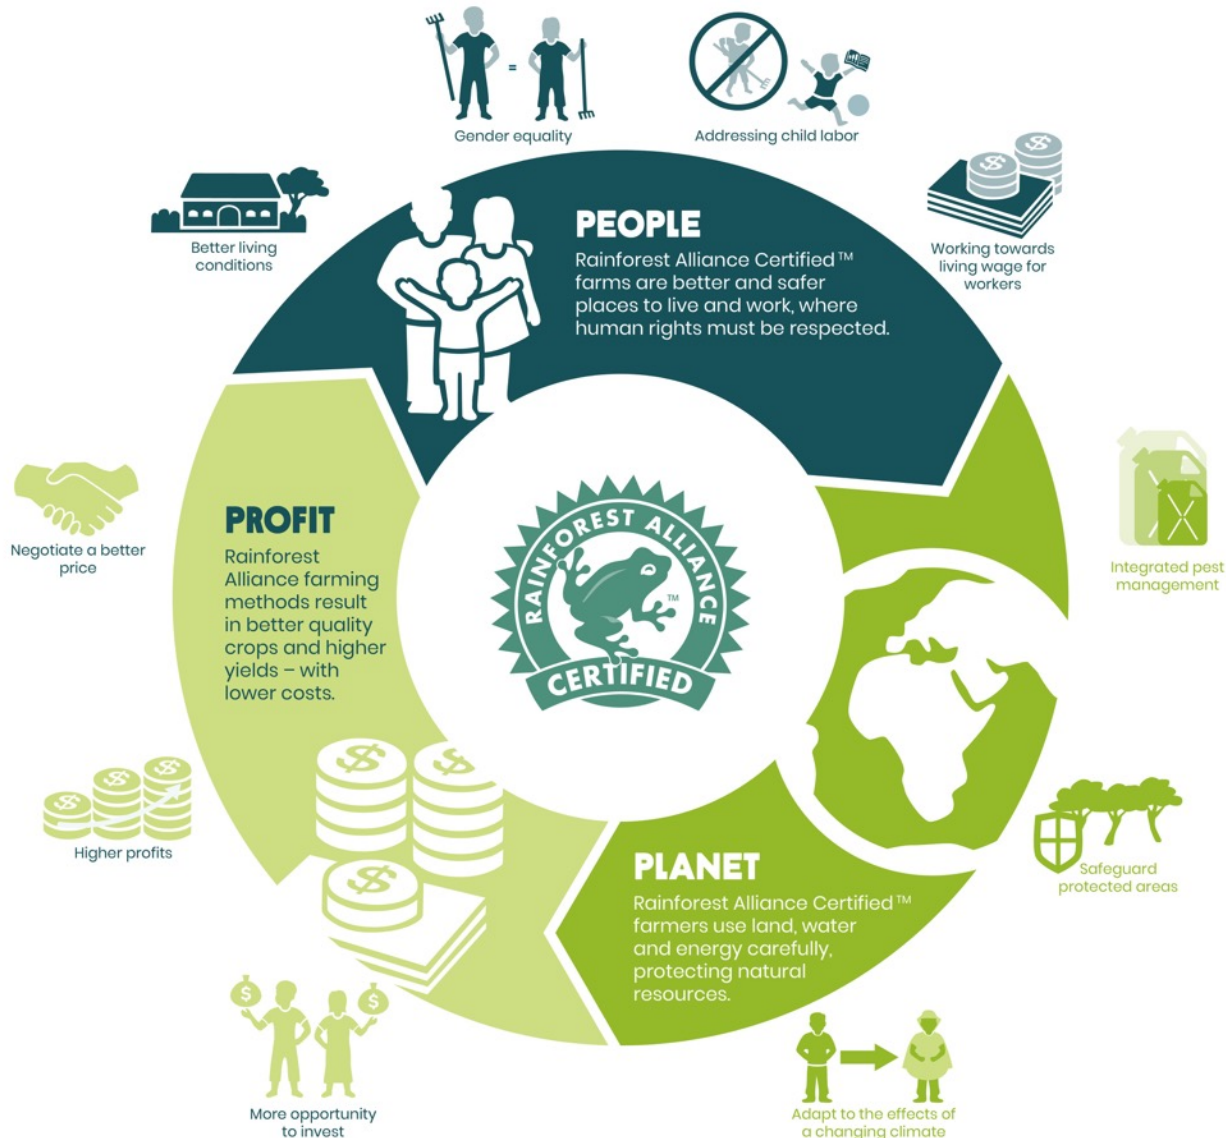 Gender equality
=
Addressing child labor
Better living
conditions
$
$
Working towards
living wage for
workers
PEOPLE
Rainforest Alliance Certified™
farms are better and safer
places to live and work, where
human rights must be respected.
Negotiate a better
price
PROFIT
Rainforest
Alliance farming
methods result
in better quality
crops and higher
yields – with
lower costs.
RAINFOREST ALLIANCE
TM
CERTIFIED
Integrated pest
management
$
$
$
Higher profits
$
$
$
PLANET
Rainforest Alliance Certified™
farmers use land, water
and energy carefully,
protecting natural
resources.
Safeguard
protected areas
$
$
More opportunity
to invest
Adapt to the effects of
a changing climate